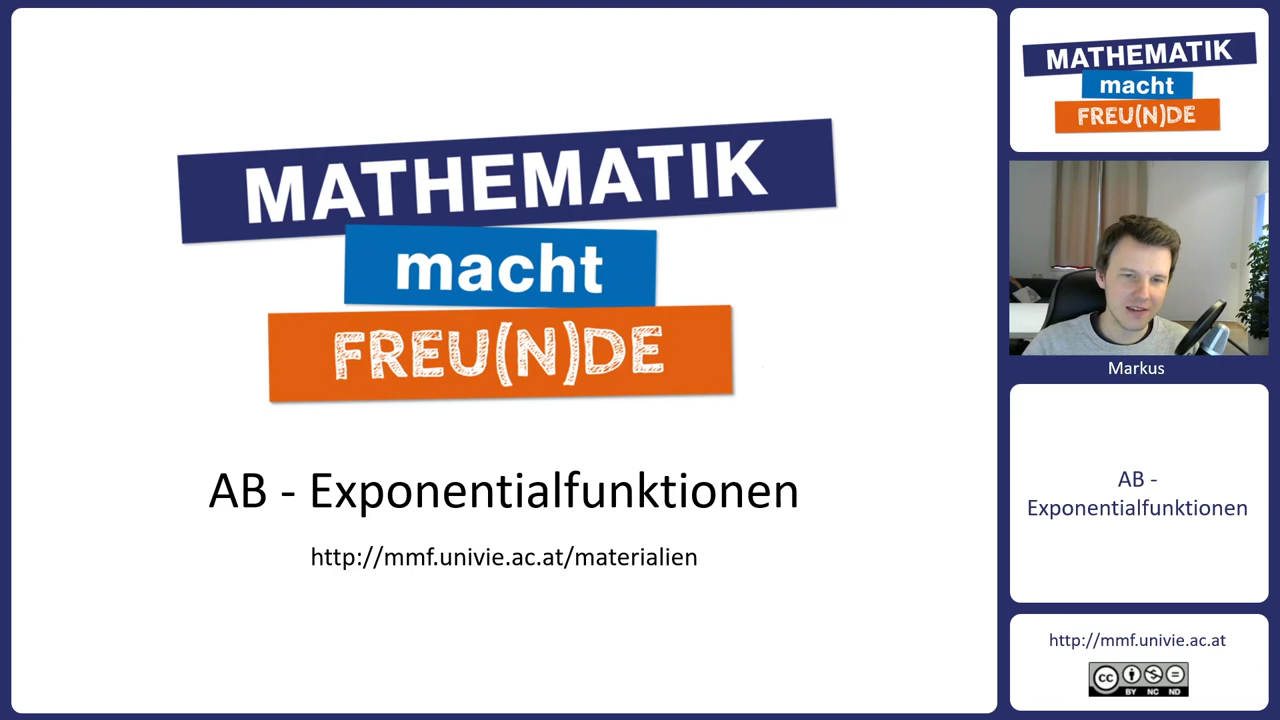 MATHEMATIK
macht
FREU(N)DE
AB - Exponentialfunktionen
http://mmf.univie.ac.at/materialien
MATHEMATIK
macht
FREU(N)DE
Markus
AB -
Exponentialfunktionen
http://mmf.univie.ac.at
cc
BY NC ND